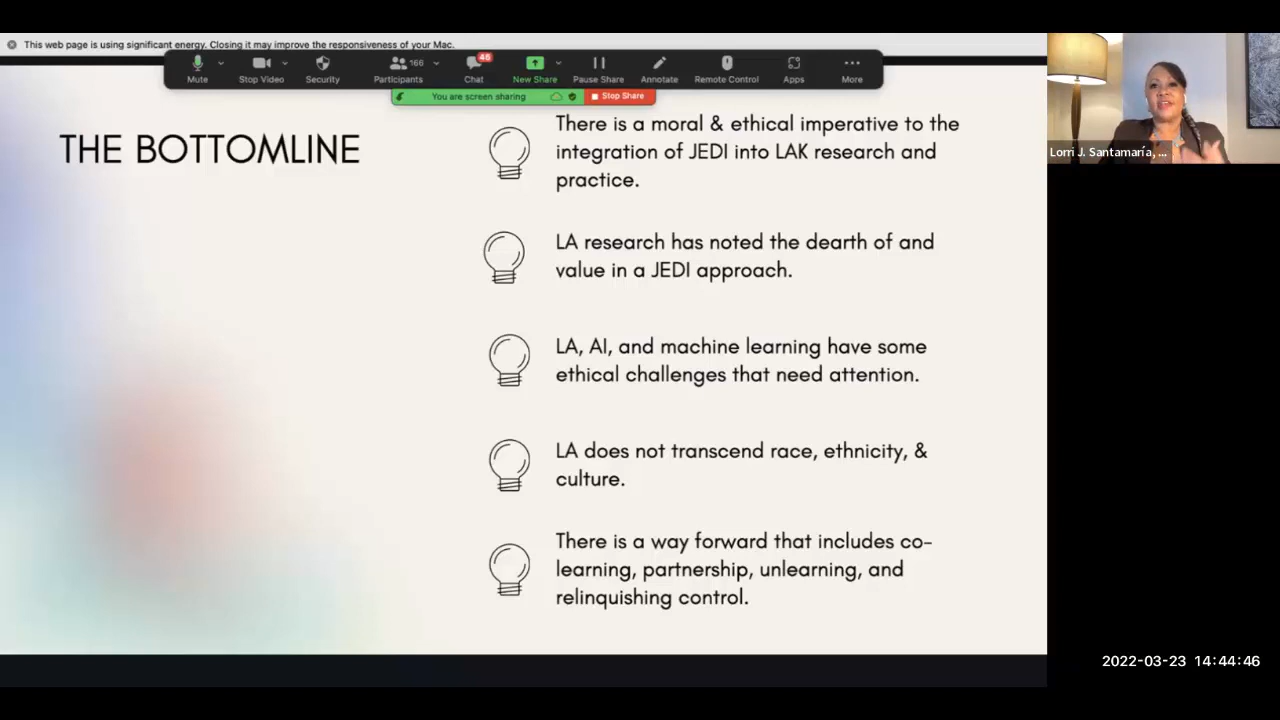 This web page is using significant energy. Closing it may improve the responsiveness of your Mac.
Mute
Stop Video
Security
166
Participants
46
Chat
New Share
Pause Share
Annotate
Remote Control
Apps
More
You are screen sharing
Stop Share
THE BOTTOMLINE
There is a moral & ethical imperative to the
integration of JEDI into LAK research and
practice.
LA research has noted the dearth of and
value in a JEDI approach.
LA, AI, and machine learning have some
ethical challenges that need attention.
LA does not transcend race, ethnicity, &
culture.
There is a way forward that includes co-
learning, partnership, unlearning, and
relinquishing control.
Lorri J. Santamaría, ...
2022-03-23 14:44:46